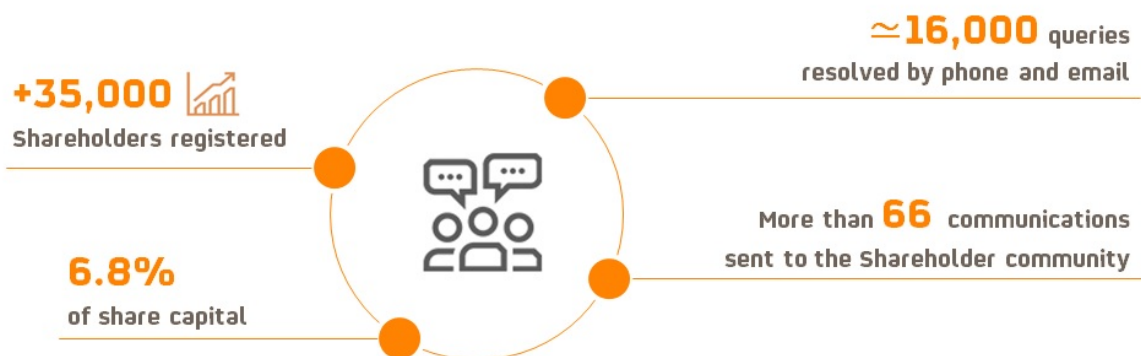 +35,000
Shareholders registered
6.8%
of share capital
≃16,000 queries
resolved by phone and email
More than 66 communications
sent to the Shareholder community